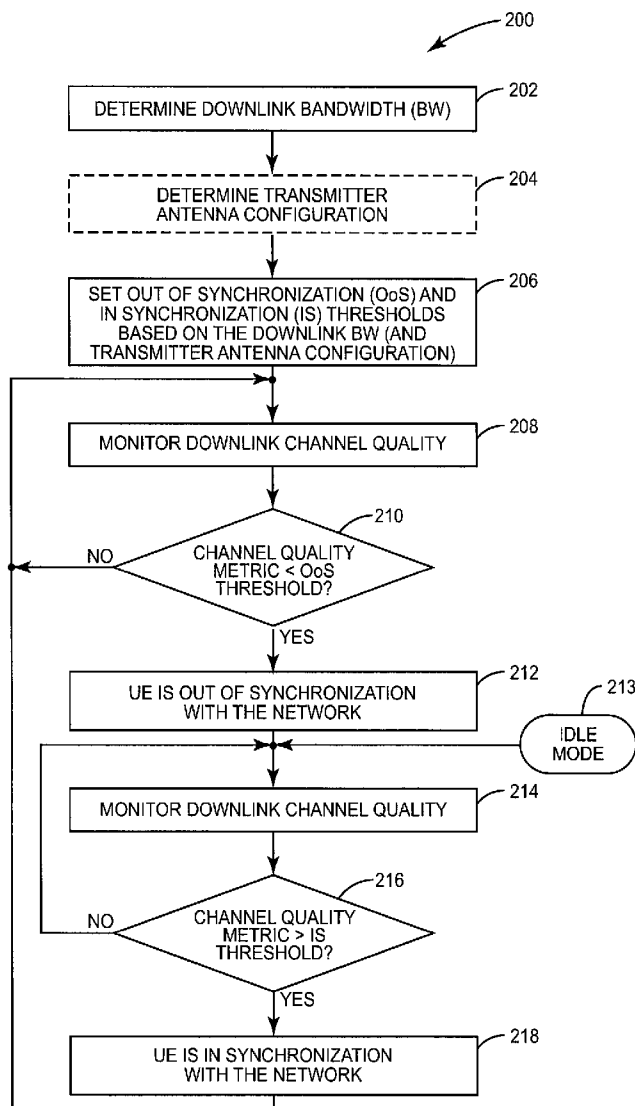 200
202
DETERMINE DOWNLINK BANDWIDTH (BW)
204
DETERMINE TRANSMITTER
ANTENNA CONFIGURATION
206
SET OUT OF SYNCHRONIZATION (OoS) AND
IN SYNCHRONIZATION (IS) THRESHOLDS
BASED ON THE DOWNLINK BW (AND
TRANSMITTER ANTENNA CONFIGURATION)
208
MONITOR DOWNLINK CHANNEL QUALITY
210
NO
CHANNEL QUALITY
METRIC < OoS
THRESHOLD?
YES
212
UE IS OUT OF SYNCHRONIZATION
WITH THE NETWORK
213
IDLE
MODE
214
MONITOR DOWNLINK CHANNEL QUALITY
216
NO
CHANNEL QUALITY
METRIC > IS
THRESHOLD?
YES
218
UE IS IN SYNCHRONIZATION
WITH THE NETWORK